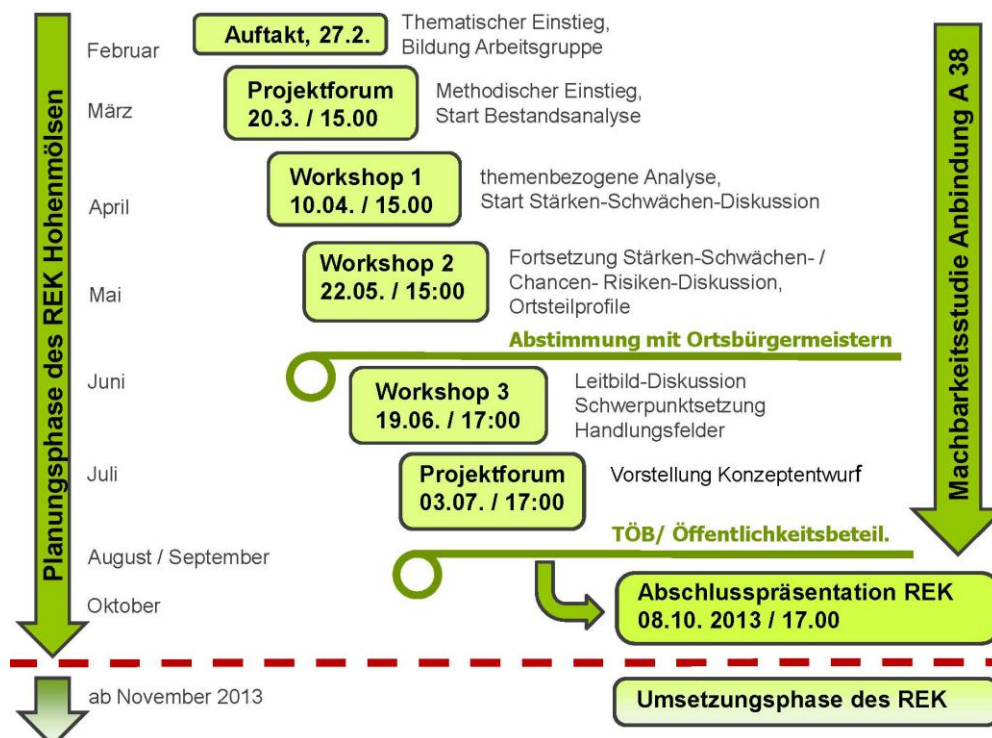 Planungsphase des REK Hohenmölsen
Machbarkeitsstudie Anbindung A 38
Februar
Auftakt, 27.2.
Thematischer Einstieg,
Bildung Arbeitsgruppe
März
Projektforum
20.3. / 15.00
Methodischer Einstieg,
Start Bestandsanalyse
April
Workshop 1
10.04. / 15.00
themenbezogene Analyse,
Start Stärken-Schwächen-Diskussion
Mai
Workshop 2
22.05. / 15:00
Fortsetzung Stärken-Schwächen- /
Chancen- Risiken-Diskussion,
Ortsteilprofile
Abstimmung mit Ortsbürgermeistern
Juni
Workshop 3
19.06. / 17:00
Leitbild-Diskussion
Schwerpunktsetzung
Handlungsfelder
Juli
Projektforum
03.07. / 17:00
Vorstellung Konzeptentwurf
TÖB/ Öffentlichkeitsbeteil.
August / September
Oktober
Abschlusspräsentation REK
08.10. 2013 / 17.00
ab November 2013
Umsetzungsphase des REK